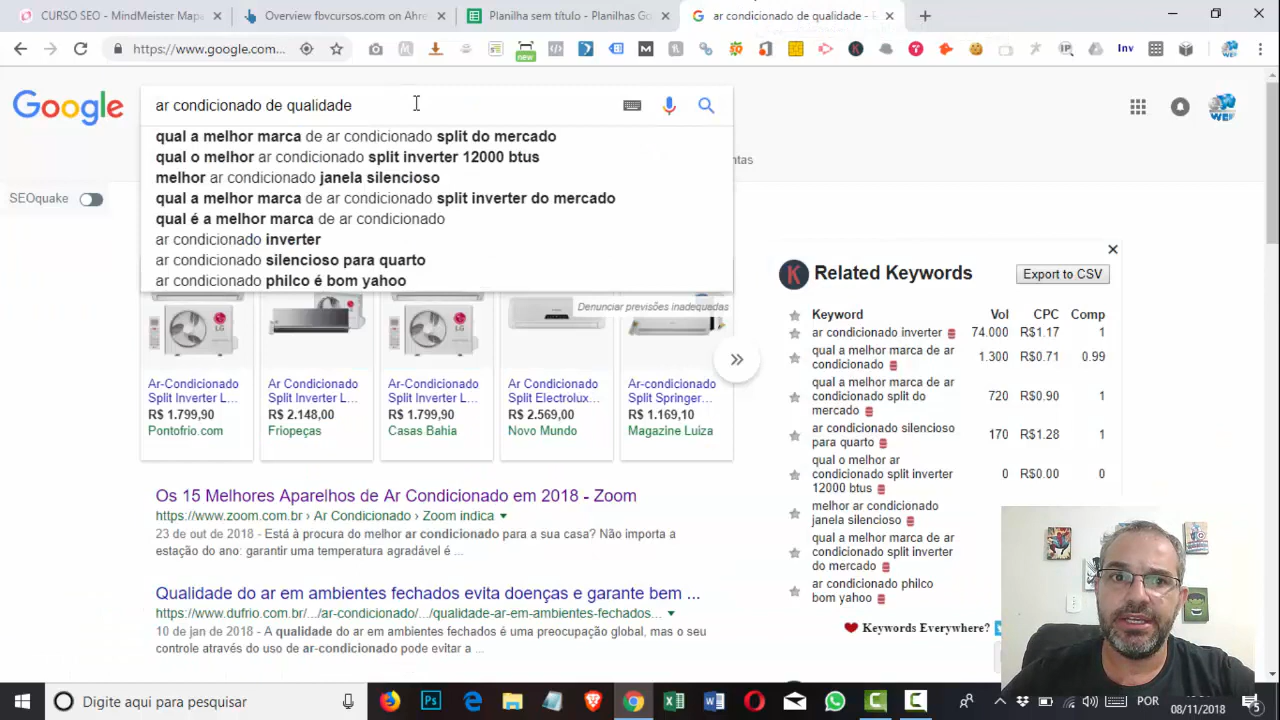 CURSO SEO - MindMeister Mapa
Overview fbvcursos.com on Ahre
Planilha sem título - Planilhas Go
ar condicionado de qualidade -
https://www.google.com...
new
Inv
Google
ar condicionado de qualidade
qual a melhor marca de ar condicionado split do mercado
qual o melhor ar condicionado split inverter 12000 btus
melhor ar condicionado janela silencioso
qual a melhor marca de ar condicionado split inverter do mercado
qual é a melhor marca de ar condicionado
ar condicionado inverter
ar condicionado silencioso para quarto
ar condicionado philco é bom yahoo
Denunciar previsões inadequadas
ntas
SEOquake
Related Keywords
Export to CSV
Keyword Vol CPC Comp
ar condicionado inverter 74.000 R$1.17 1
qual a melhor marca de ar
condicionado 1.300 R$0.71 0.99
qual a melhor marca de ar
condicionado split do
mercado 720 R$0.90 1
ar condicionado silencioso
para quarto 170 R$1.28 1
qual o melhor ar
condicionado split inverter
12000 btus 0 R$0.00 0
melhor ar condicionado
janela silencioso
qual a melhor marca de ar
condicionado split inverter
do mercado
ar condicionado philco
bom yahoo
Keywords Everywhere?
Ar-Condicionado
Split Inverter L...
R$ 1.799,90
Pontofrio.com
Ar Condicionado
Split Inverter L...
R$ 2.148,00
Friopeças
Ar-Condicionado
Split Inverter L...
R$ 1.799,90
Casas Bahia
Ar Condicionado
Split Electrolux...
R$ 2.569,00
Novo Mundo
Ar-condicionado
Split Springer...
R$ 1.169,10
Magazine Luiza
Os 15 Melhores Aparelhos de Ar Condicionado em 2018 - Zoom
https://www.zoom.com.br › Ar Condicionado › Zoom indica
23 de out de 2018 - Está à procura do melhor ar condicionado para a sua casa? Não importa a
estação do ano: garantir uma temperatura agradável é ...
Qualidade do ar em ambientes fechados evita doenças e garante bem ...
https://www.dufrio.com.br/.../ar-condicionado/.../qualidade-ar-em-ambientes-fechados...
10 de jan de 2018 - A qualidade do ar em ambientes fechados é uma preocupação global, mas o seu
controle através do uso de ar-condicionado pode evitar a ...
Digite aqui para pesquisar
POR
08/11/2018